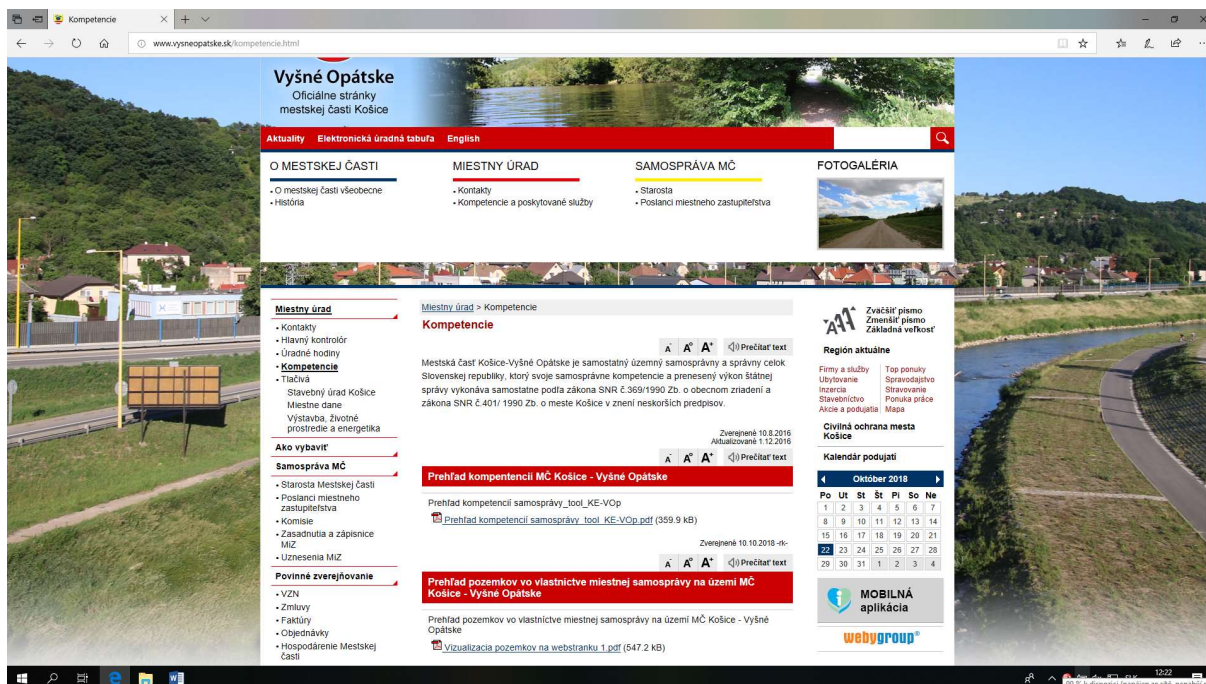 Kompetencie
www.vysneopatske.sk/kompetencie.html
Vyšné Opátske
Oficiálne stránky
mestskej časti Košice
Aktuality Elektronická úradná tabuľa English
O MESTSKEJ ČASTI
• O mestskej časti všeobecne
• História
MIESTNY ÚRAD
• Kontakty
• Kompetencie a poskytované služby
SAMOSPRÁVA MČ
• Starosta
• Poslanci miestneho zastupiteľstva
FOTOGALÉRIA
Miestny úrad
• Kontakty
• Hlavný kontrolór
• Úradné hodiny
• Kompetencie
• Tlačivá
Stavebný úrad Košice
Miestne dane
Výstavba, životné
prostredie a energetika
Ako vybaviť
Samospráva MČ
• Starosta Mestskej časti
• Poslanci miestneho
zastupiteľstva
• Komisie
• Zasadnutia a zápisnice
MiZ
• Uznesenia MiZ
Povinné zverejňovanie
• VZN
• Zmluvy
• Faktúry
• Objednávky
• Hospodárenie Mestskej
časti
Miestny úrad > Kompetencie
Kompetencie
A- A° A+ Prečítať text
Mestská časť Košice-Vyšné Opátske je samostatný územný samosprávny a správny celok
Slovenskej republiky, ktorý svoje samosprávne kompetencie a prenesený výkon štátnej
správy vykonáva samostatne podľa zákona SNR č.369/1990 Zb. o obecnom zriadení a
zákona SNR č.401/ 1990 Zb. o meste Košice v znení neskorších predpisov.
Zverejnené 10.8.2016
Aktualizované 1.12.2016
A- A° A+ Prečítať text
Prehľad kompentencií MČ Košice - Vyšné Opátske
Prehľad kompetencií samosprávy_tool_KE-VOp
Prehľad kompetencií samosprávy_tool_KE-VOp.pdf (359.9 kB)
Zverejnené 10.10.2018 -rk-
A- A° A+ Prečítať text
Prehľad pozemkov vo vlastníctve miestnej samosprávy na území MČ
Košice - Vyšné Opátske
Prehľad pozemkov vo vlastníctve miestnej samosprávy na území MČ Košice - Vyšné
Opátske
Vizualizacia pozemkov na webstranku 1.pdf (547.2 kB)
AAA
Zväčšiť písmo
Zmenšiť písmo
Základná veľkosť
Región aktuálne
Firmy a služby
Ubytovanie
Inzercia
Stavebníctvo
Akcie a podujatia
Top ponuky
Spravodajstvo
Stravovanie
Ponuka práce
Mapa
Civilná ochrana mesta
Košice
Kalendár podujatí
Október 2018
Po Ut St Št Pi So Ne
1 2 3 4 5 6 7
8 9 10 11 12 13 14
15 16 17 18 19 20 21
22 23 24 25 26 27 28
29 30 31 1 2 3 4
MOBILNÁ
aplikácia
webygroup®
12:22